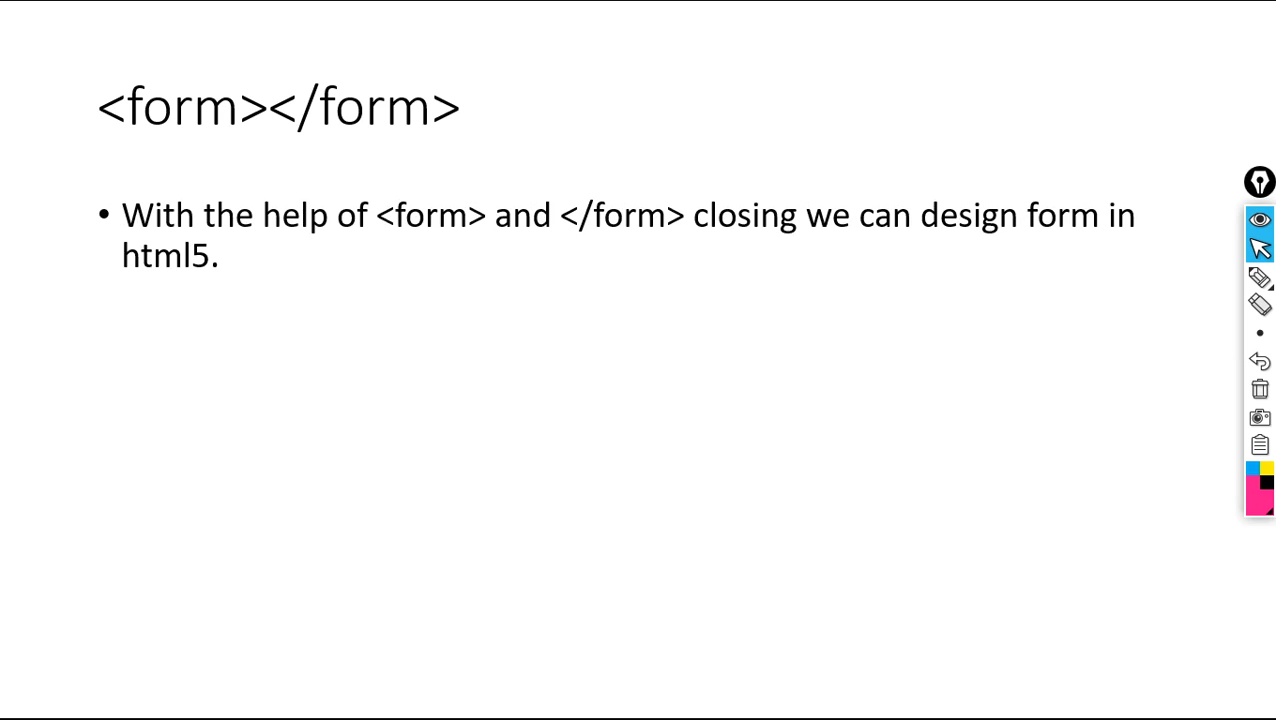 <form></form>
• With the help of <form> and </form> closing we can design form in
html5.